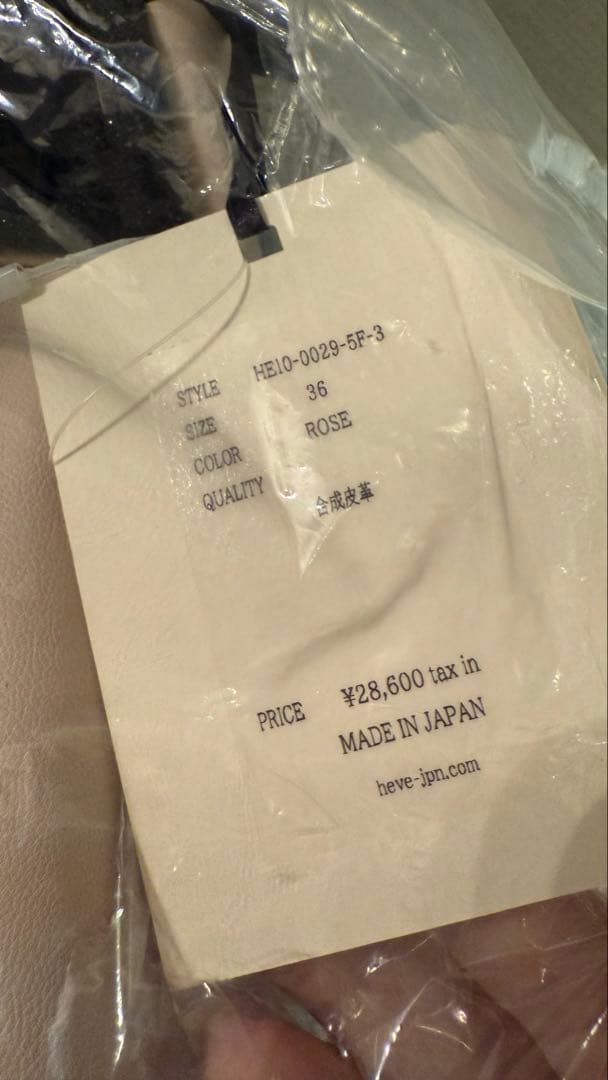 STYLE HE10-0029-5F-3
SIZE 36
COLOR ROSE
QUALITY 合成皮革
PRICE ¥28,600 tax in
MADE IN JAPAN
heve-jpn.com